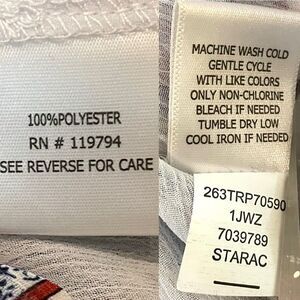 100%POLYESTER
RN # 119794
SEE REVERSE FOR CARE
MACHINE WASH COLD
GENTLE CYCLE
WITH LIKE COLORS
ONLY NON-CHLORINE
BLEACH IF NEEDED
TUMBLE DRY LOW
COOL IRON IF NEEDED
263TRP70590
1JWZ
7039789
STARAC